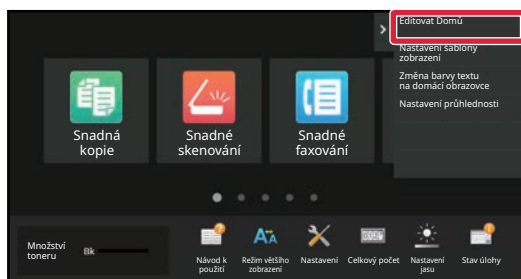 Editovat Domů
Nastavení šablony
zobrazení
Změna barvy textu
na domácí obrazovce
Nastavení průhlednosti
Snadná
kopie
Snadné
skenování
Snadné
faxování
Množství
toneru
Bk
Návod k
použití
Režim většího
zobrazení
Nastavení
Celkový počet
Nastavení
jasu
Stav úlohy